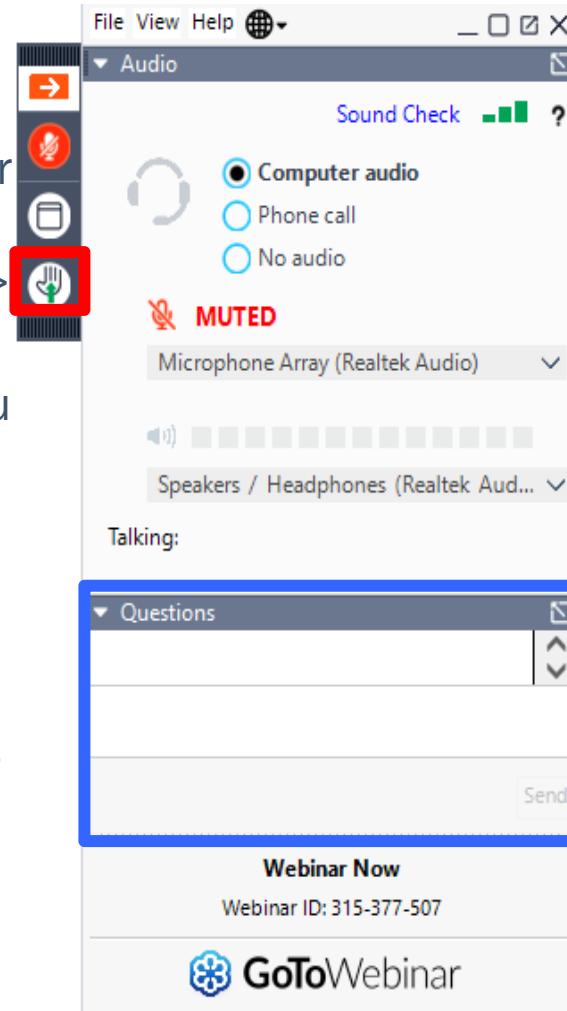 File View Help
Audio
Sound Check ?
Computer audio
Phone call
No audio
MUTED
Microphone Array (Realtek Audio)
Speakers / Headphones (Realtek Aud...
Talking:
Questions
Send
Webinar Now
Webinar ID: 315-377-507
GoToWebinar